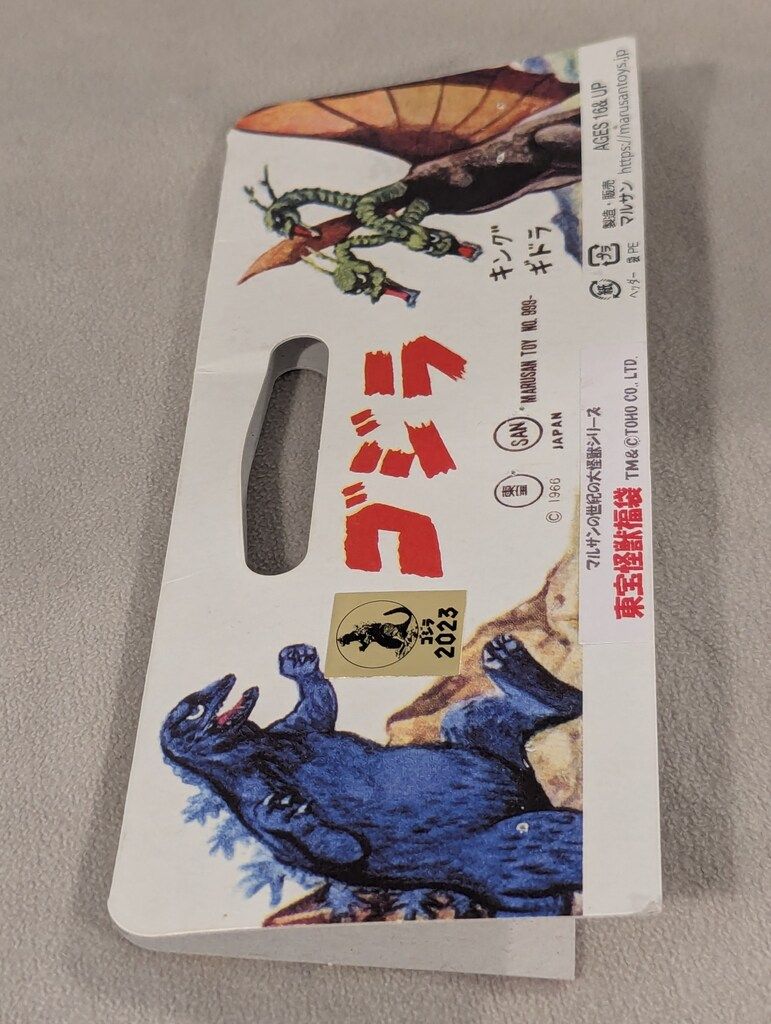 ゴジラ
キング
ギドラ
ゴジラ
2023
東宝
SAN
MARUSAN TOY NO. 999-
© 1966 JAPAN
マルサンの世紀の大怪獣シリーズ
東宝怪獣福袋 TM & © TOHO CO., LTD.
紙
プラ
ヘッダー 袋 PE
製造・販売 AGES 16& UP
マルサン https://marusantoys.jp